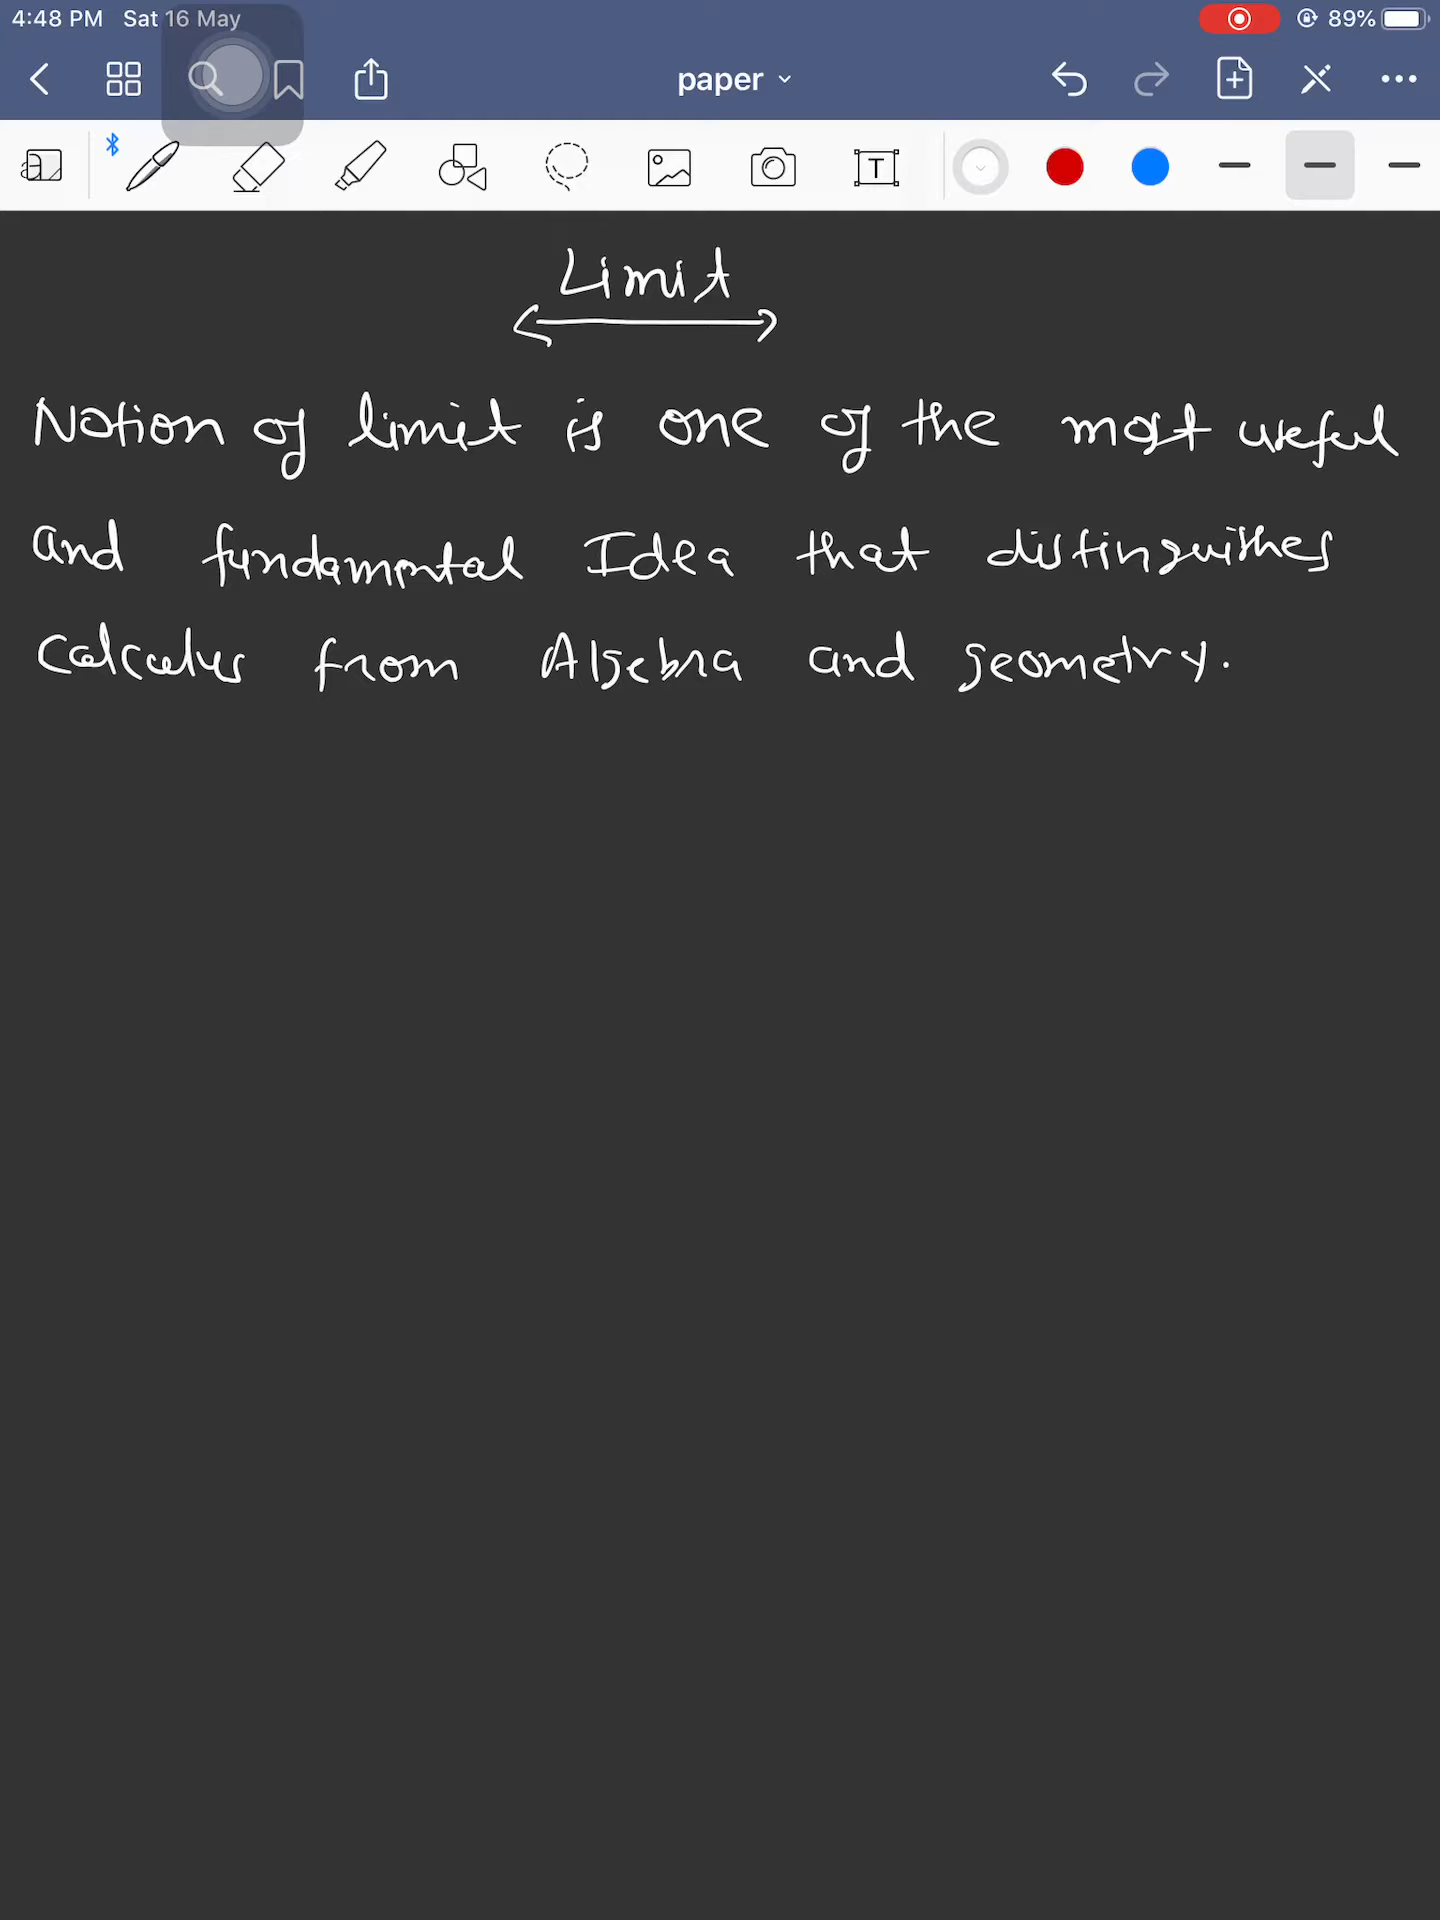 4:48 PM Sat 16 May 89%
paper
T
Limit
Notion of limit is one of the most useful
and fundamental Idea that distinguishes
Calculus from Algebra and geometry.